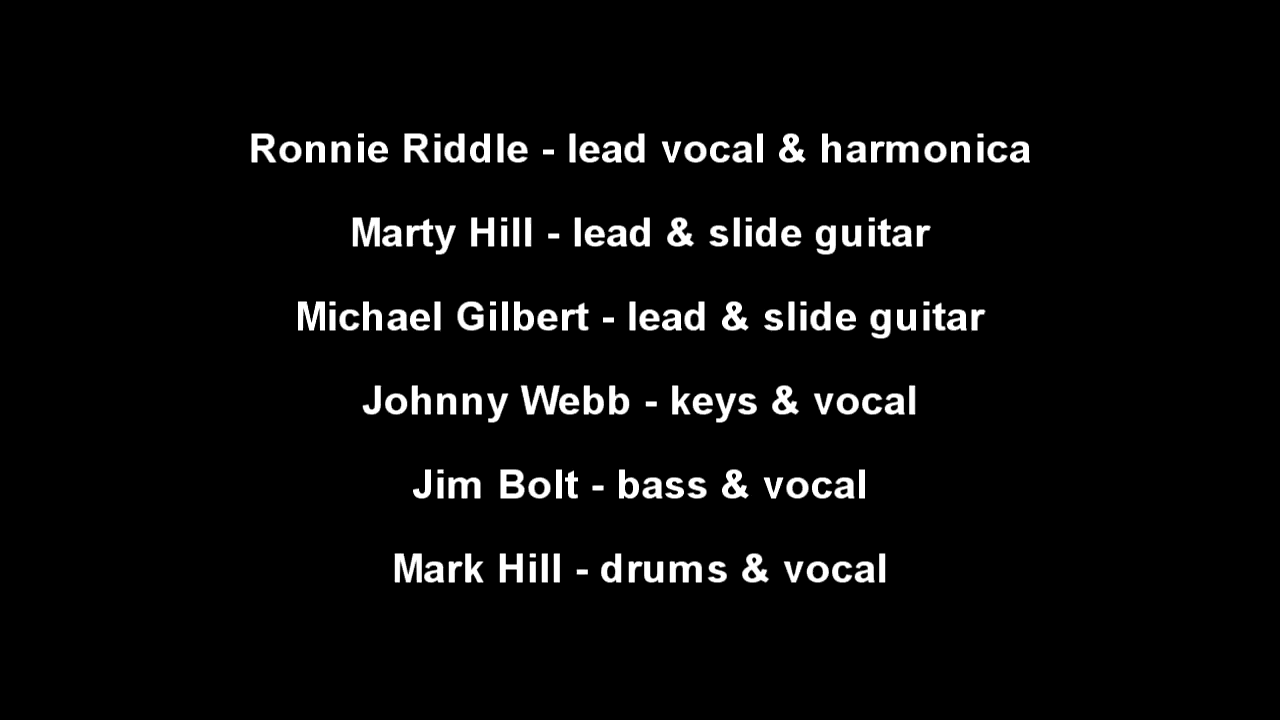 Ronnie Riddle - lead vocal & harmonica
Marty Hill - lead & slide guitar
Michael Gilbert - lead & slide guitar
Johnny Webb - keys & vocal
Jim Bolt - bass & vocal
Mark Hill - drums & vocal